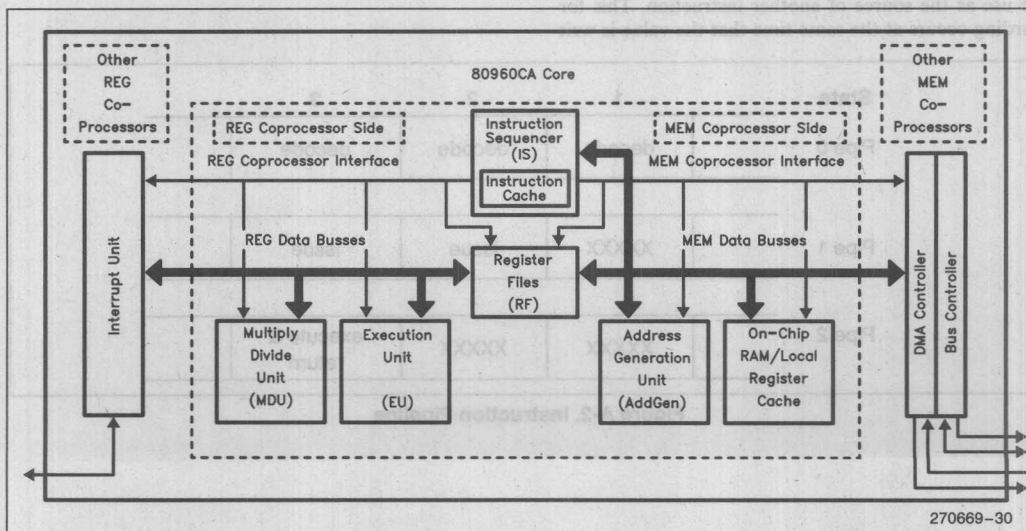 Other
REG
Co-
Processors
80960CA Core
Other
MEM
Co-
Processors
REG Coprocessor Side
REG Coprocessor Interface
Instruction
Sequencer
(IS)
Instruction
Cache
MEM Coprocessor Side
MEM Coprocessor Interface
REG Data Busses
MEM Data Busses
Interrupt Unit
Register
Files
(RF)
DMA Controller
Bus Controller
Multiply
Divide
Unit
(MDU)
Execution
Unit
(EU)
Address
Generation
Unit
(AddGen)
On-Chip
RAM/Local
Register
Cache
270669-30